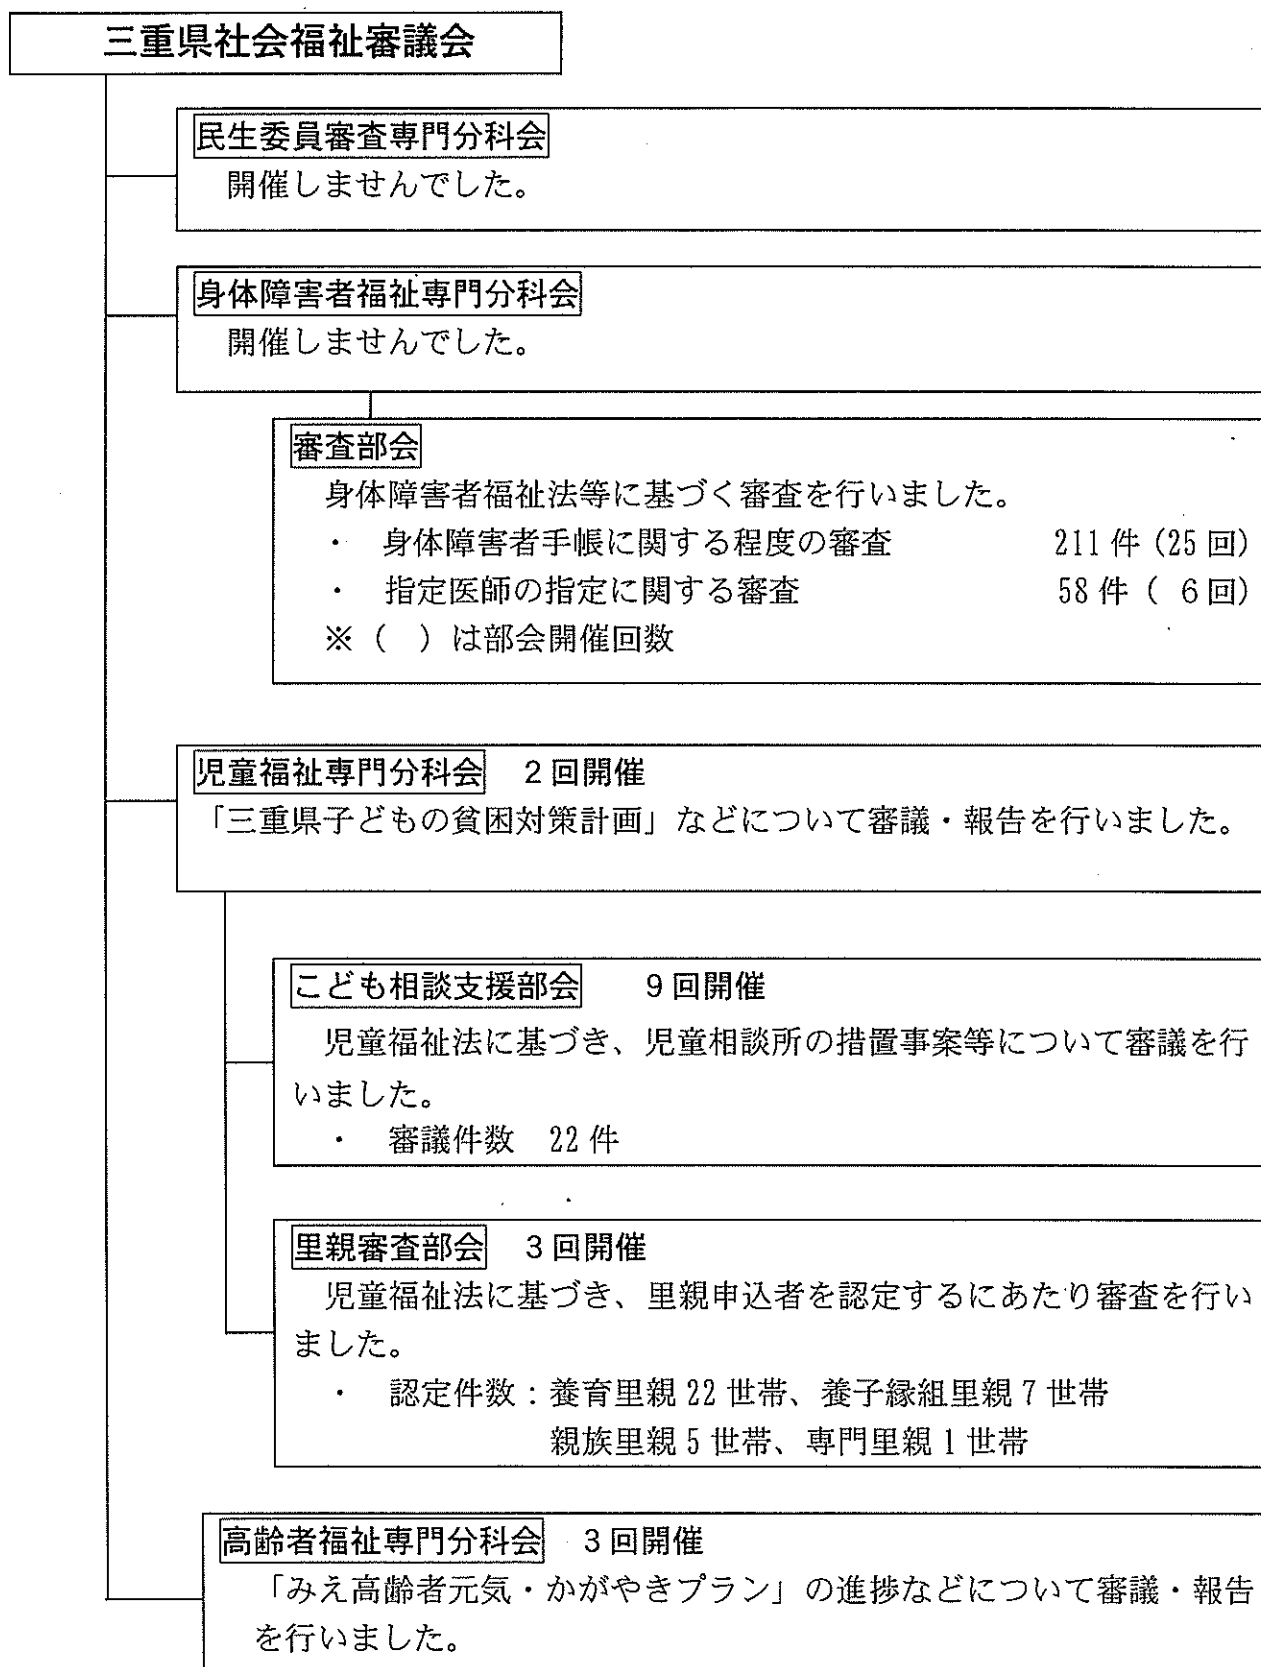 三重県社会福祉審議会
民生委員審査専門分科会
開催しませんでした。
身体障害者福祉専門分科会
開催しませんでした。
審査部会
身体障害者福祉法等に基づく審査を行いました。
・ 身体障害者手帳に関する程度の審査 211件(25回)
・ 指定医師の指定に関する審査 58件( 6回)
※( )は部会開催回数
児童福祉専門分科会 2回開催
「三重県子どもの貧困対策計画」などについて審議・報告を行いました。
こども相談支援部会 9回開催
児童福祉法に基づき、児童相談所の措置事案等について審議を行
いました。
・ 審議件数 22件
里親審査部会 3回開催
児童福祉法に基づき、里親申込者を認定するにあたり審査を行い
ました。
・ 認定件数：養育里親22世帯、養子縁組里親7世帯
親族里親5世帯、専門里親1世帯
高齢者福祉専門分科会 3回開催
「みえ高齢者元気・かがやきプラン」の進捗などについて審議・報告
を行いました。